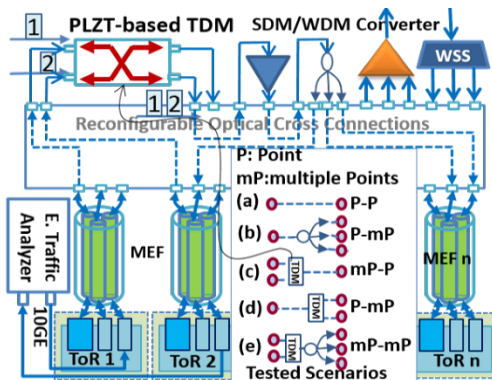 PLZT-based TDM
SDM/WDM Converter
1
2
WSS
1 2
Reconfigurable Optical Cross Connections
P: Point
mP:multiple Points
(a) P-P
(b) P-mP
(c) TDM mP-P
(d) TDM P-mP
(e) TDM mP-mP
Tested Scenarios
E. Traffic
Analyzer
10GE
MEF
MEF n
ToR 1
ToR 2
ToR n